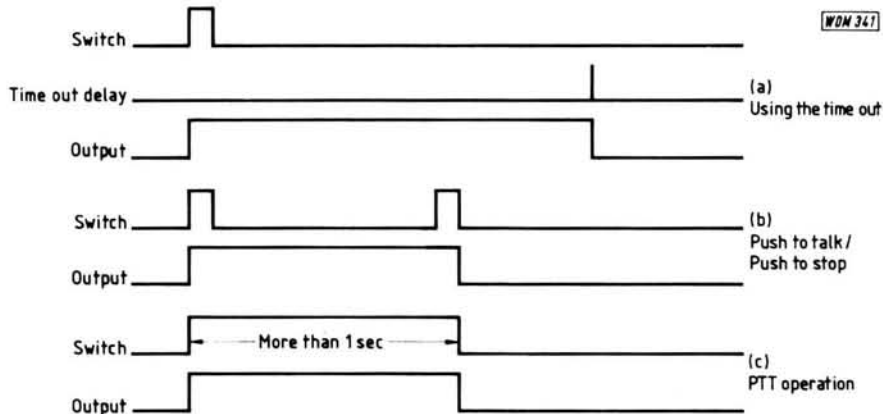 WDM 341
Switch
Time out delay
(a)
Using the time out
Output
Switch
(b)
Push to talk /
Push to stop
Output
Switch
More than 1 sec
(c)
PTT operation
Output